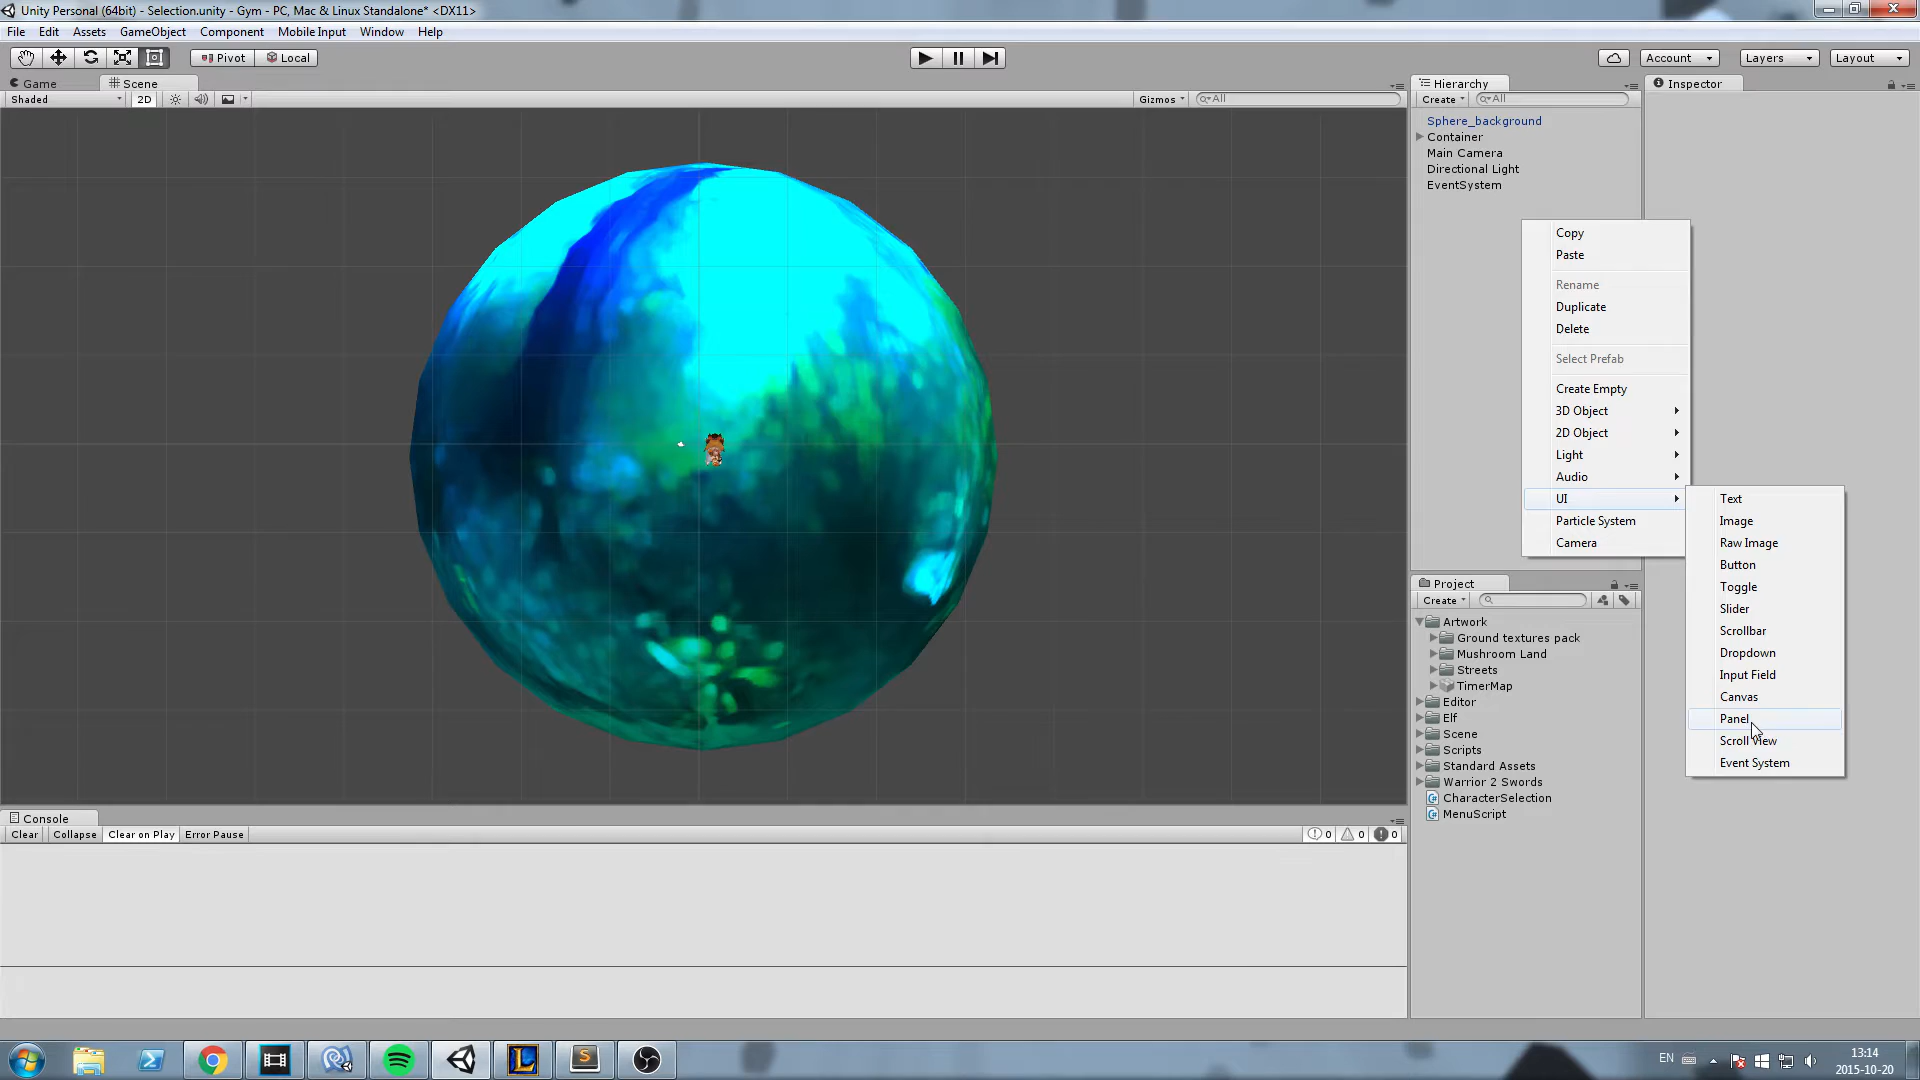 Unity Personal (64bit) - Selection.unity - Gym - PC, Mac & Linux Standalone* <DX11>
File Edit Assets GameObject Component Mobile Input Window Help
Pivot Local Account Layers Layout
Game Scene Hierarchy Inspector
Shaded 2D Gizmos All Create All
Sphere_background
Container
Main Camera
Directional Light
EventSystem
Copy
Paste
Rename
Duplicate
Delete
Select Prefab
Create Empty
3D Object
2D Object
Light
Audio
UI
Particle System
Camera
Text
Image
Raw Image
Button
Toggle
Slider
Scrollbar
Dropdown
Input Field
Canvas
Panel
Scroll View
Event System
Project
Create
Artwork
Ground textures pack
Mushroom Land
Streets
TimerMap
Editor
Elf
Scene
Scripts
Standard Assets
Warrior 2 Swords
CharacterSelection
MenuScript
Console
Clear Collapse Clear on Play Error Pause 0 0 0
EN 13:14
2015-10-20